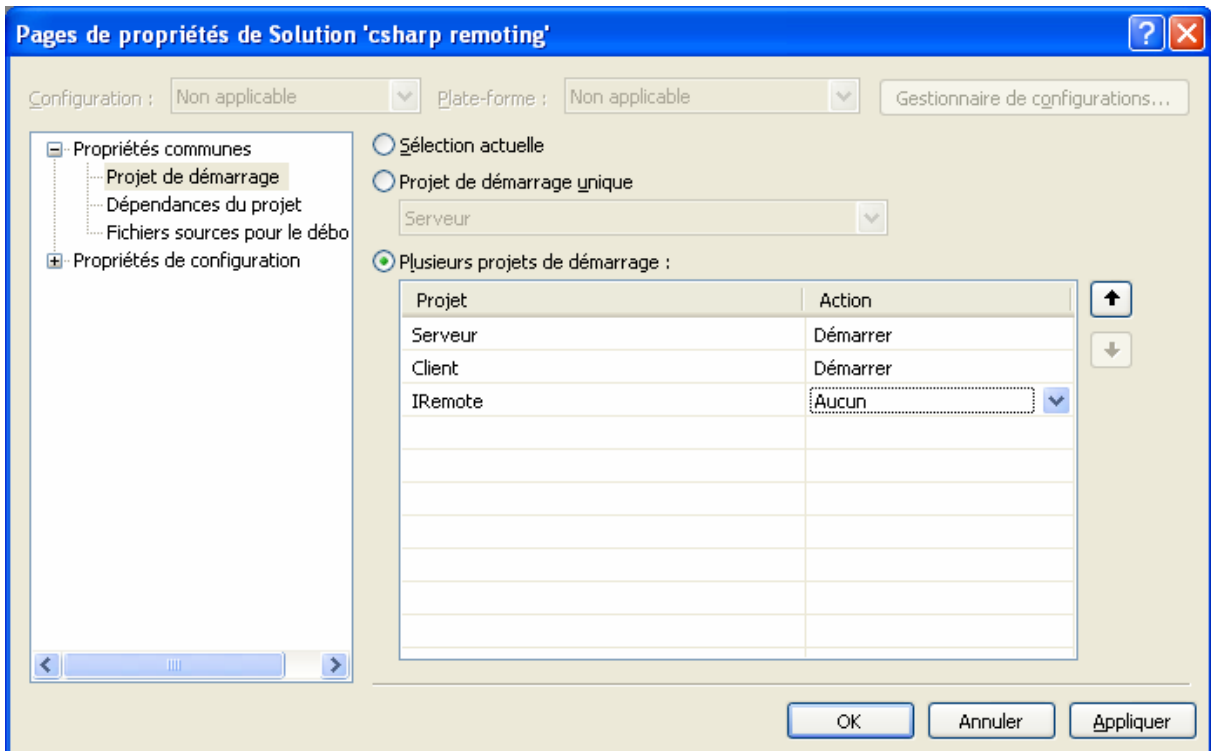 Pages de propriétés de Solution 'csharp remoting'
Configuration : Non applicable Plate-forme : Non applicable Gestionnaire de configurations...
Propriétés communes
Projet de démarrage
Dépendances du projet
Fichiers sources pour le débo
Propriétés de configuration
Sélection actuelle
Projet de démarrage unique
Serveur
Plusieurs projets de démarrage :
Projet Action
Serveur Démarrer
Client Démarrer
IRemote Aucun
OK Annuler Appliquer